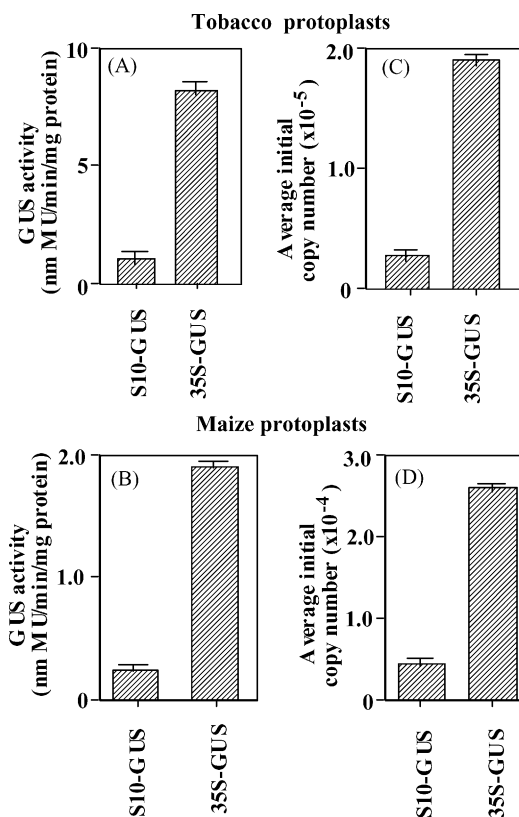 Tobacco protoplasts
(A)
GUS activity
(nm MU/min/mg protein)
10
5
0
S10-GUS
35S-GUS
(C)
Average initial
copy number (x10-5)
2.0
1.0
0
S10-GUS
35S-GUS
Maize protoplasts
(B)
GUS activity
(nm MU/min/mg protein)
2.0
1.0
0
S10-GUS
35S-GUS
(D)
Average initial
copy number (x10-4)
3.0
2.0
1.0
0
S10-GUS
35S-GUS